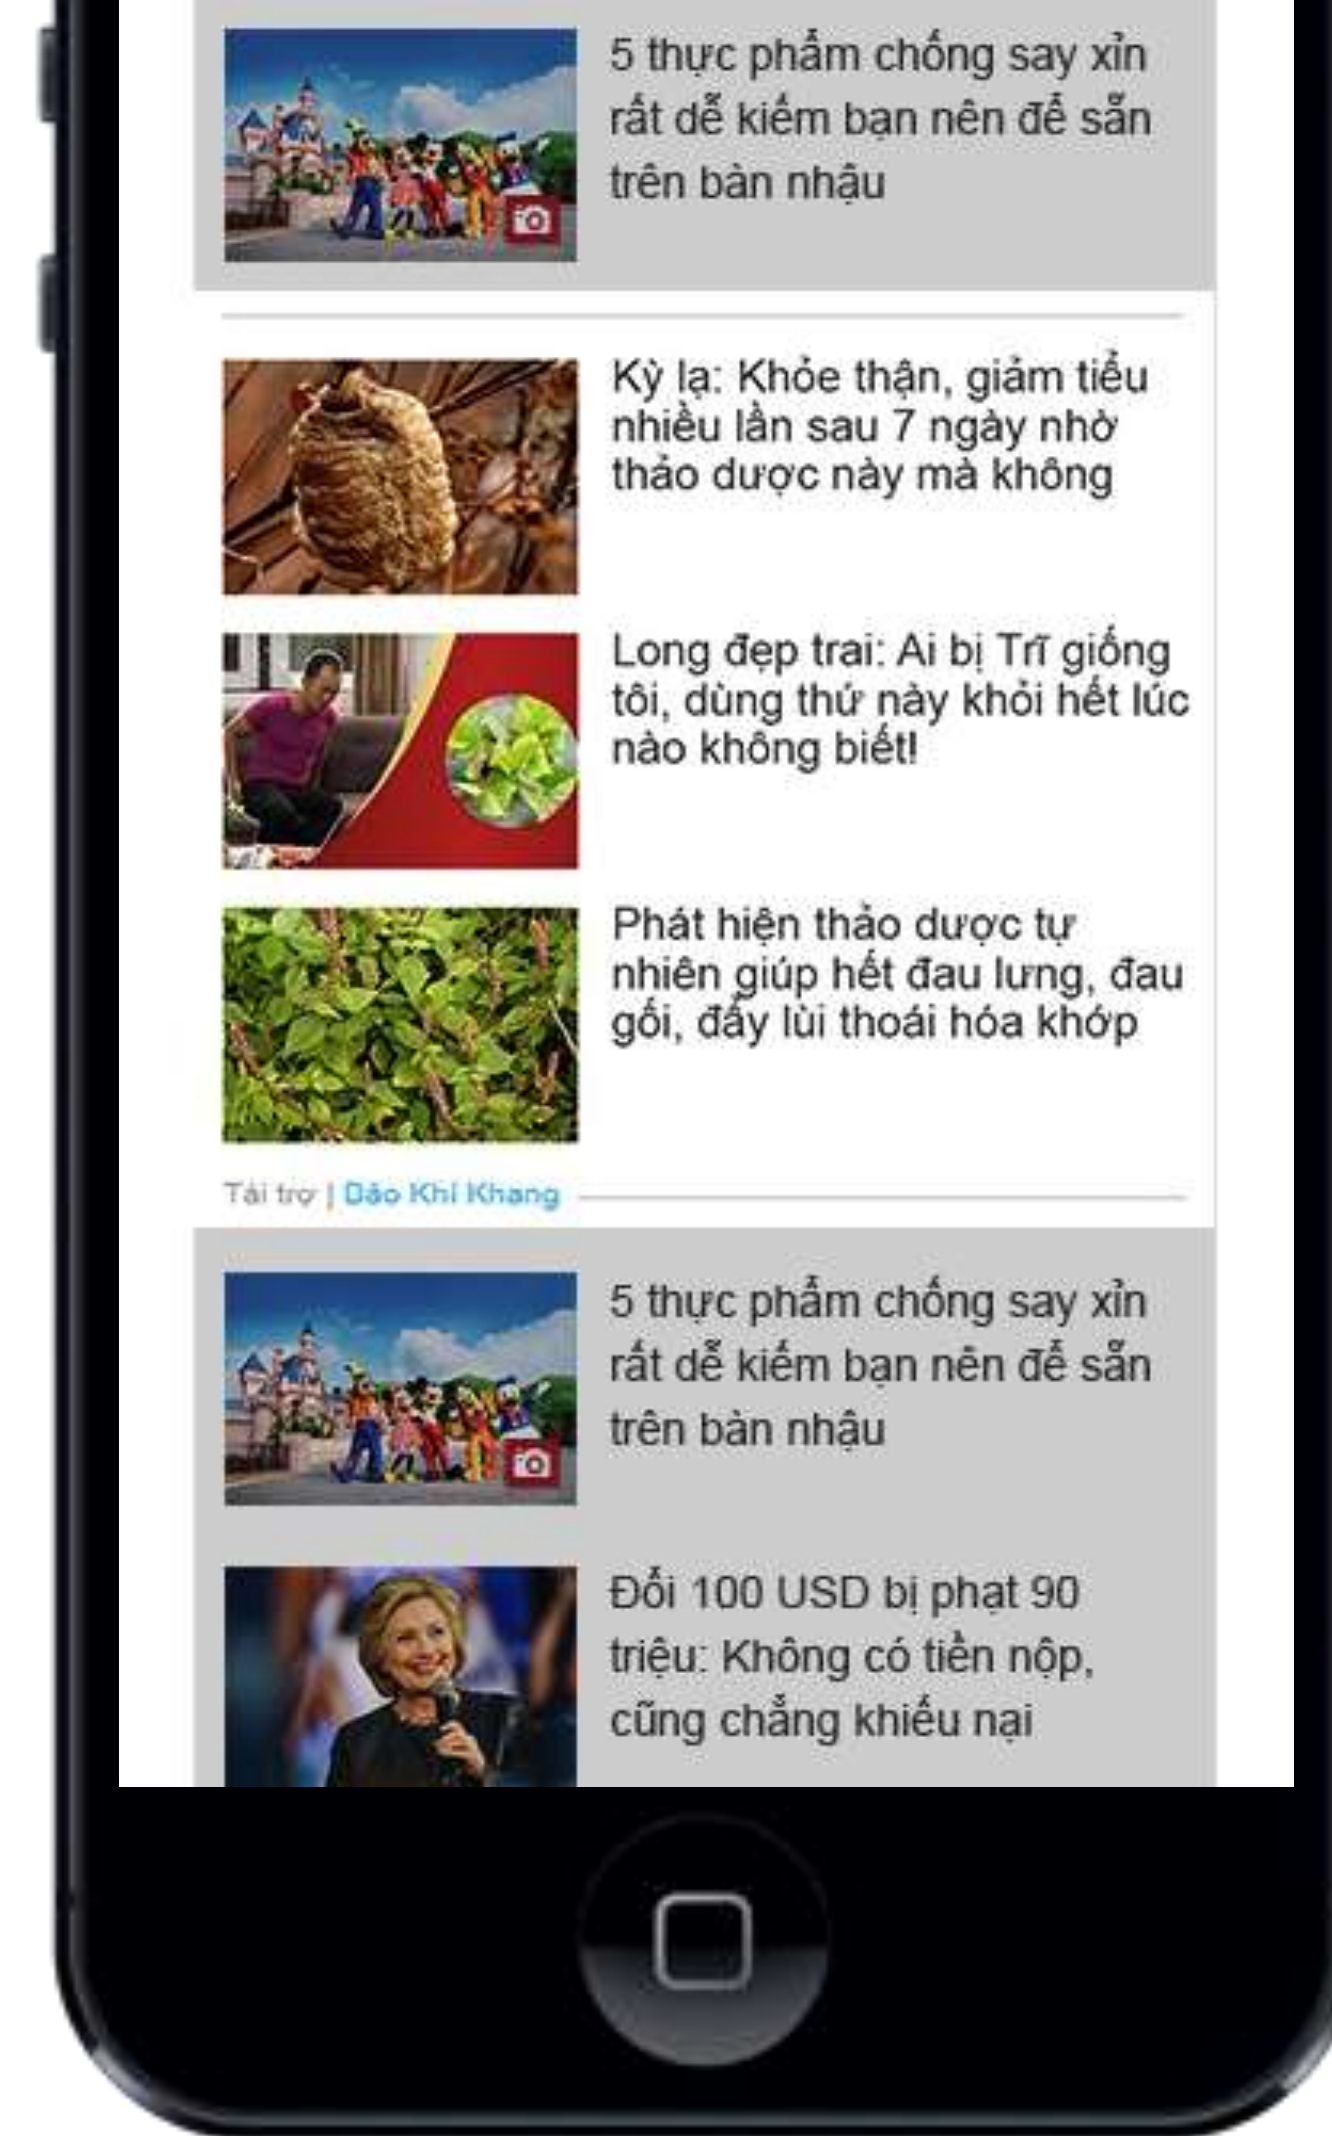 5 thực phẩm chống say xỉn
rất dễ kiếm bạn nên để sẵn
trên bàn nhậu
Kỳ lạ: Khỏe thận, giảm tiểu
nhiều lần sau 7 ngày nhờ
thảo dược này mà không
Long đẹp trai: Ai bị Trĩ giống
tôi, dùng thứ này khỏi hết lúc
nào không biết!
Phát hiện thảo dược tự
nhiên giúp hết đau lưng, đau
gối, đẩy lùi thoái hóa khớp
Tài trợ | Bảo Khí Khang
5 thực phẩm chống say xỉn
rất dễ kiếm bạn nên để sẵn
trên bàn nhậu
Đổi 100 USD bị phạt 90
triệu: Không có tiền nộp,
cũng chẳng khiếu nại